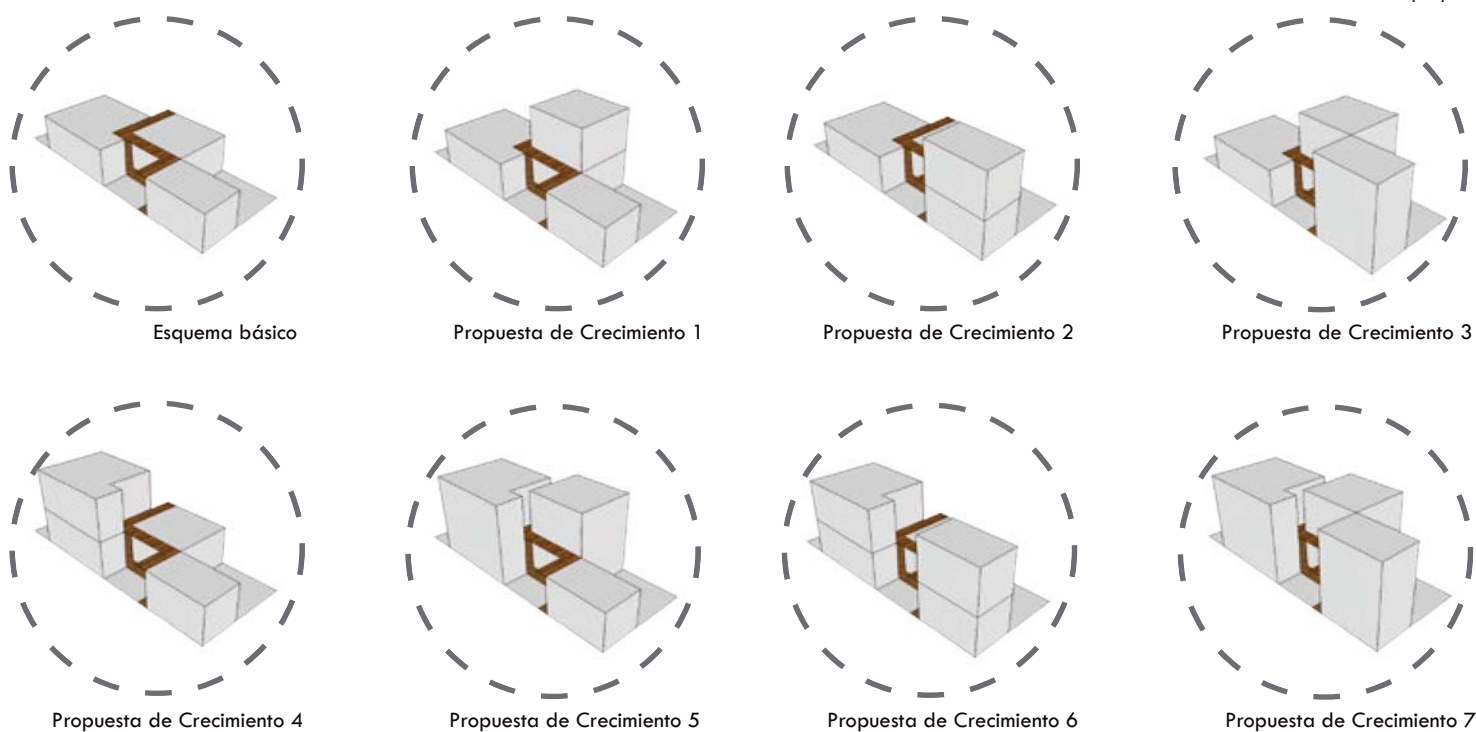 Esquema básico
Propuesta de Crecimiento 1
Propuesta de Crecimiento 2
Propuesta de Crecimiento 3
Propuesta de Crecimiento 4
Propuesta de Crecimiento 5
Propuesta de Crecimiento 6
Propuesta de Crecimiento 7